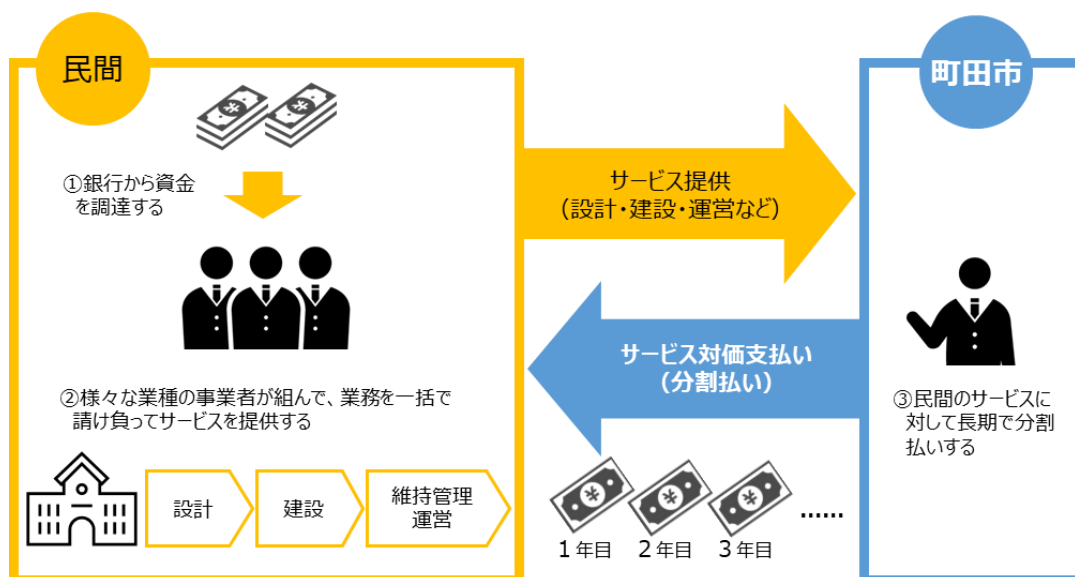 民間
町田市
①銀行から資金
を調達する
サービス提供
(設計・建設・運営など)
サービス対価支払い
(分割払い)
②様々な業種の事業者が組んで、業務を一括で
請け負ってサービスを提供する
③民間のサービスに
対して長期で分割
払いする
設計
建設
維持管理
運営
1年目 2年目 3年目 ……